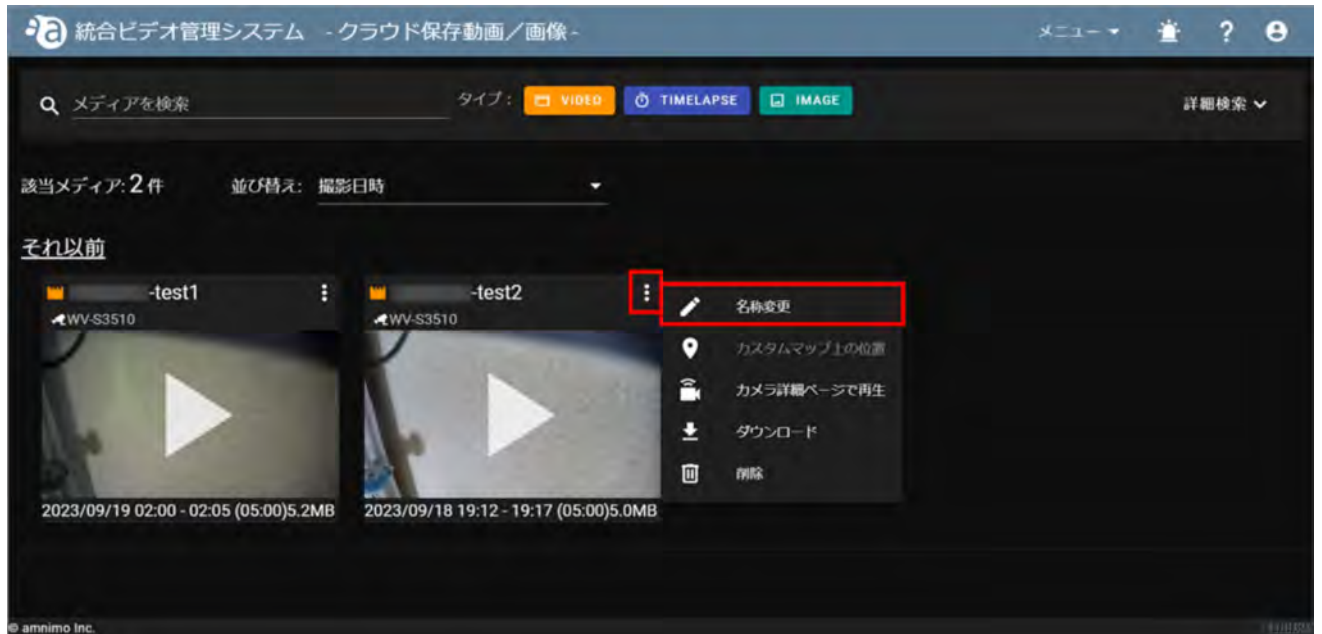 a 統合ビデオ管理システム - クラウド保存動画／画像 - メニュー ?
メディアを検索 タイプ : VIDEO TIMELAPSE IMAGE 詳細検索
該当メディア: 2 件 並び替え: 撮影日時
それ以前
-test1
WV-S3510
-test2
WV-S3510
名称変更
カスタムマップ上の位置
カメラ詳細ページで再生
ダウンロード
削除
2023/09/19 02:00 - 02:05 (05:00)5.2MB
2023/09/18 19:12 - 19:17 (05:00)5.0MB
© amnimo Inc.